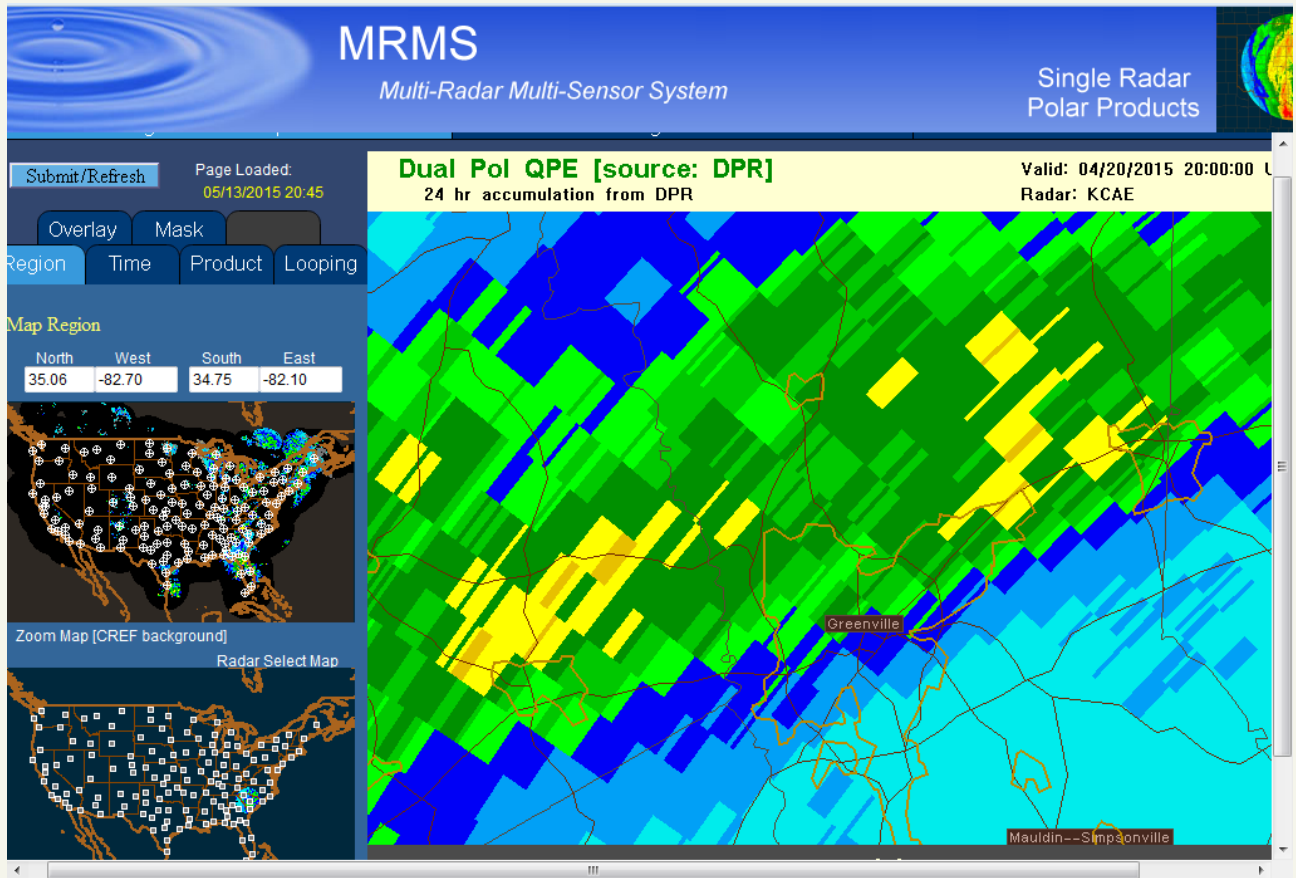 MRMS
Multi-Radar Multi-Sensor System
Single Radar
Polar Products
Submit/Refresh
Page Loaded:
05/13/2015 20:45
Overlay Mask
Region Time Product Looping
Map Region
North West South East
35.06 -82.70 34.75 -82.10
Zoom Map [CREF background]
Radar Select Map
Dual Pol QPE [source: DPR]
24 hr accumulation from DPR
Valid: 04/20/2015 20:00:00 U
Radar: KCAE
Greenville
Mauldin--Simpsonville